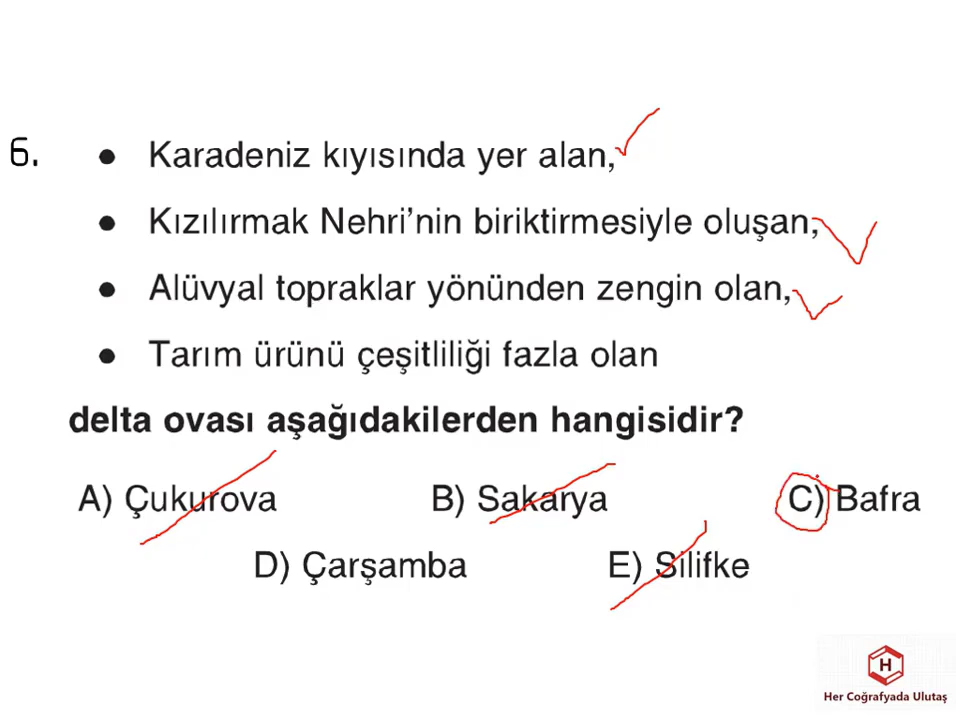 6. • Karadeniz kıyısında yer alan,
• Kızılırmak Nehri'nin biriktirmesiyle oluşan,
• Alüvyal topraklar yönünden zengin olan,
• Tarım ürünü çeşitliliği fazla olan
delta ovası aşağıdakilerden hangisidir?
A) Çukurova B) Sakarya C) Bafra
D) Çarşamba E) Silifke
H
Her Coğrafyada Ulutaş